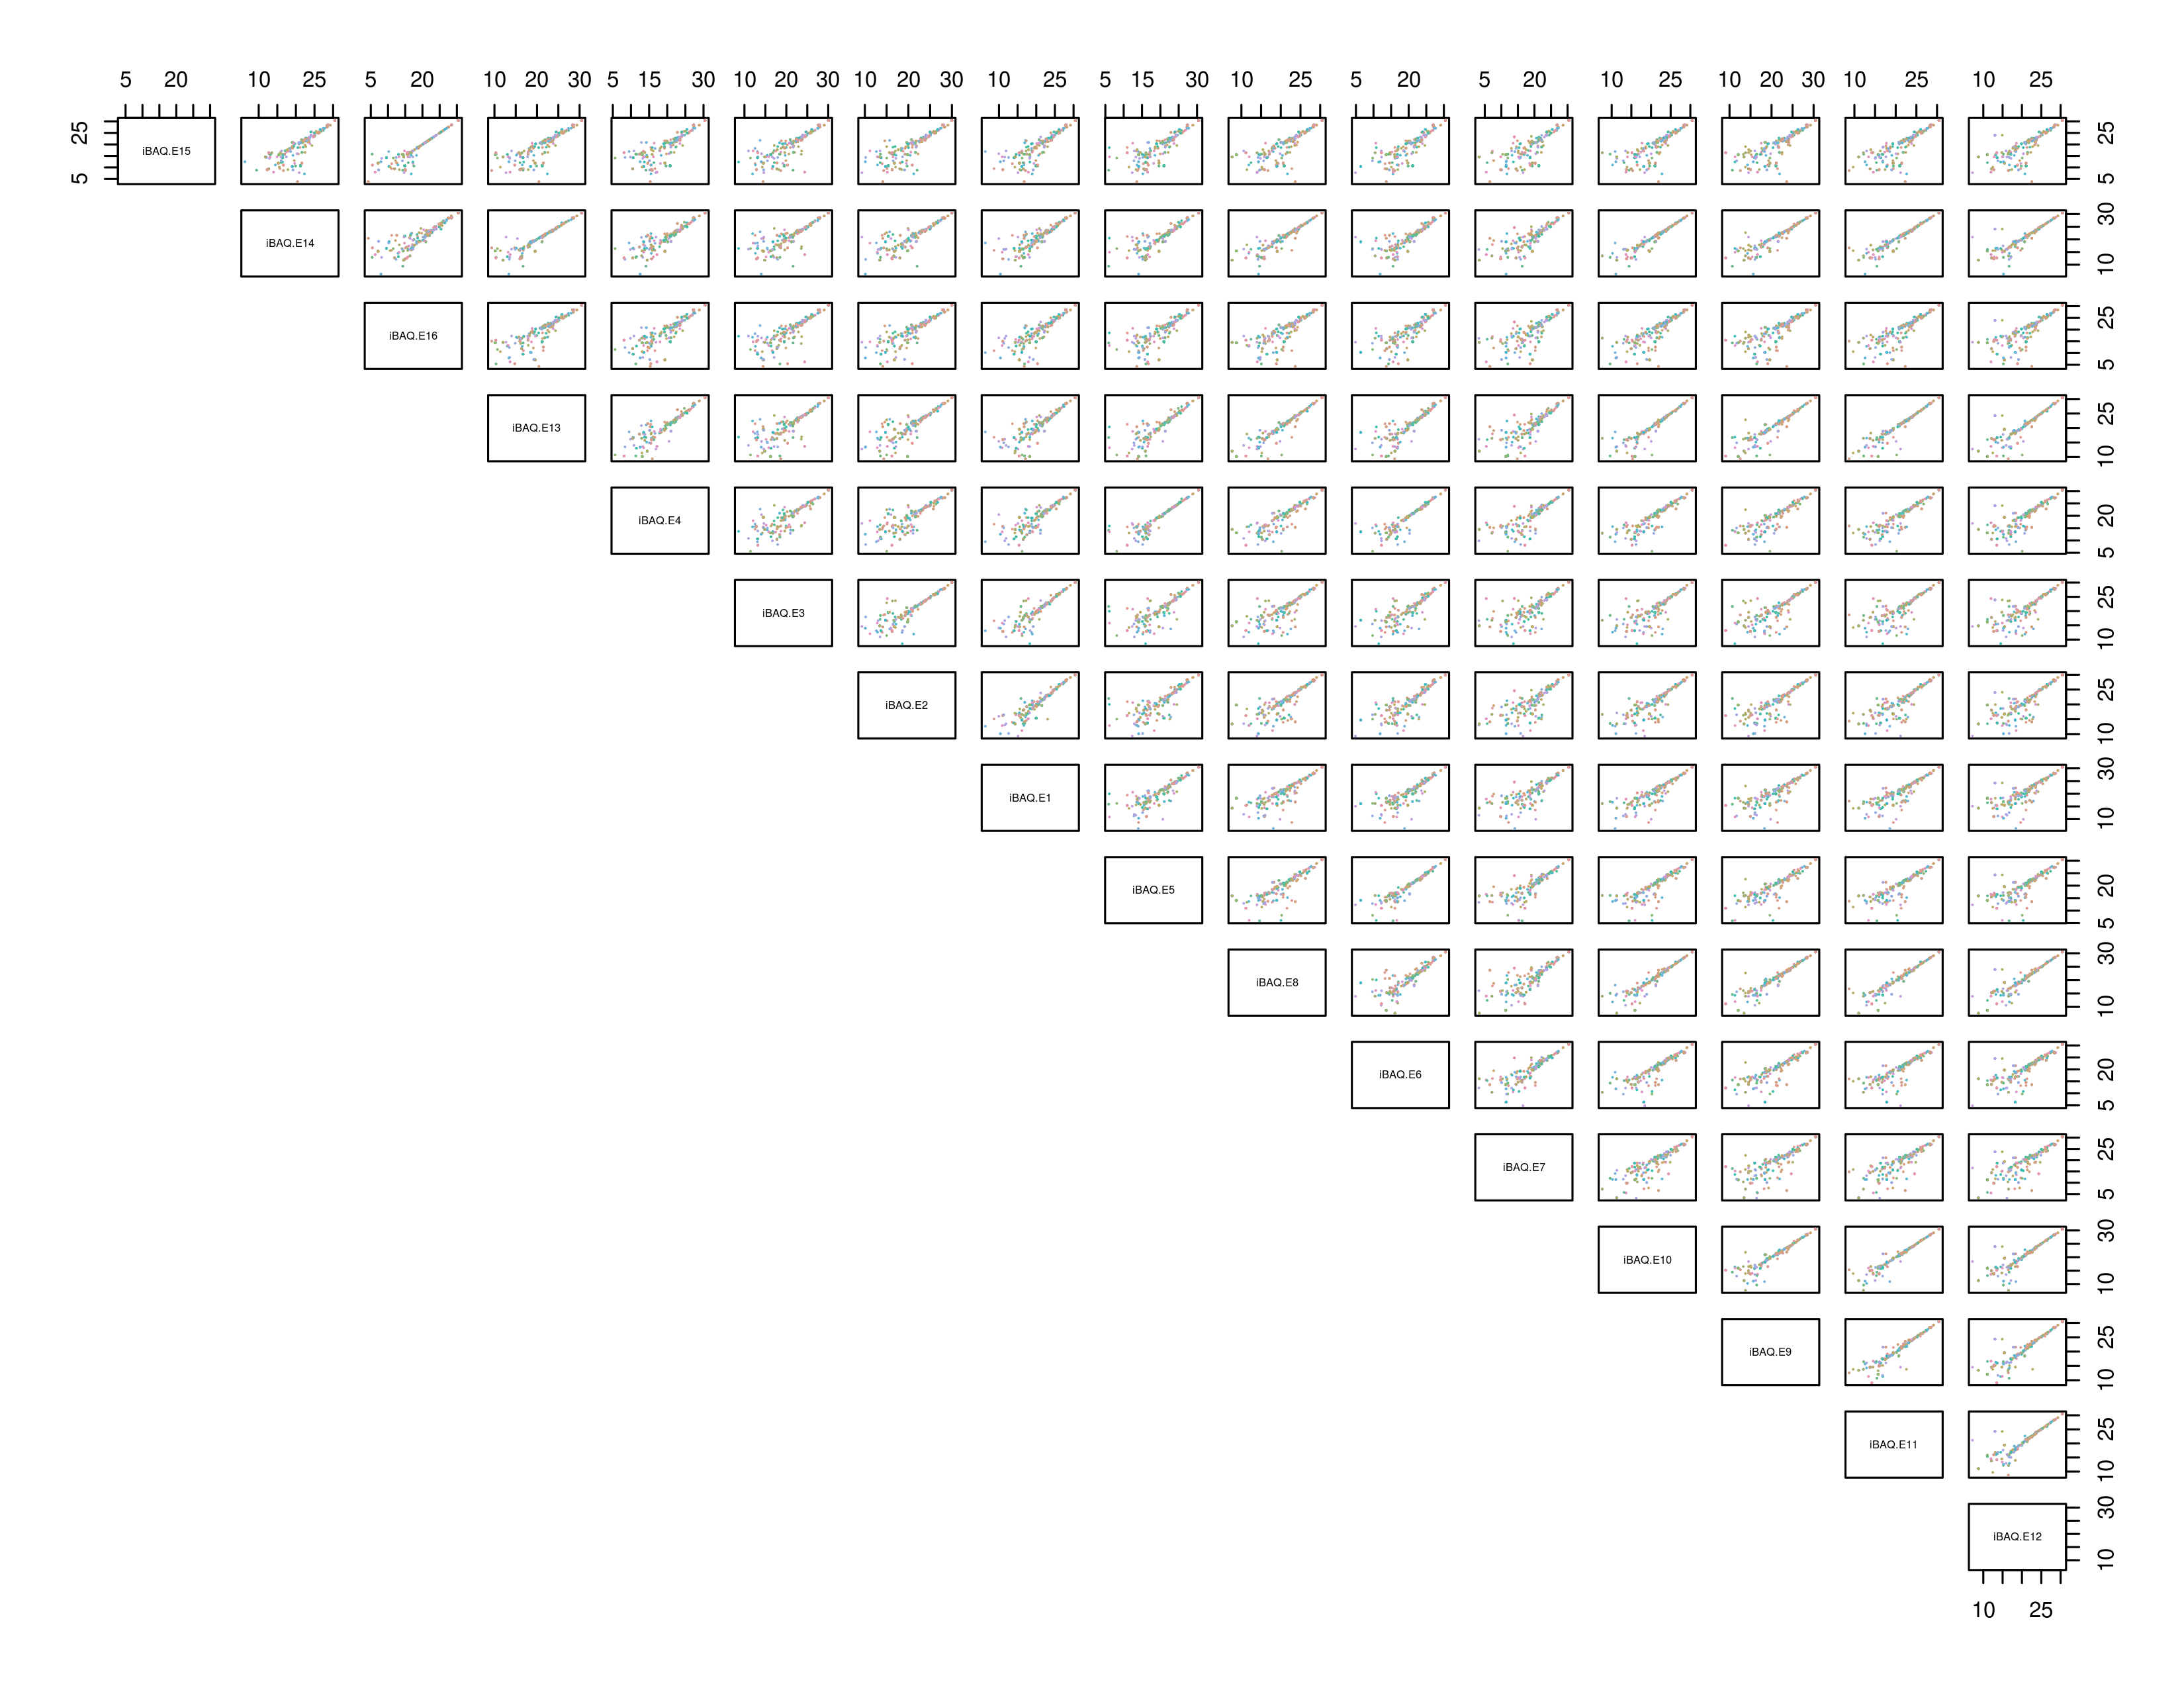 5 20 10 25 5 20 10 20 30 5 15 30 10 20 30 10 20 30 10 25 5 15 30 10 25 5 20 5 20 10 25 10 20 30 10 25 10 25
5 25 iBAQ.E15 5 25
iBAQ.E14 10 30
iBAQ.E16 5 25
iBAQ.E13 10 25
iBAQ.E4 5 20
iBAQ.E3 10 25
iBAQ.E2 10 25
iBAQ.E1 10 30
iBAQ.E5 5 20
iBAQ.E8 10 30
iBAQ.E6 5 20
iBAQ.E7 5 25
iBAQ.E10 10 30
iBAQ.E9 10 25
iBAQ.E11 10 25
iBAQ.E12 10 30
10 25